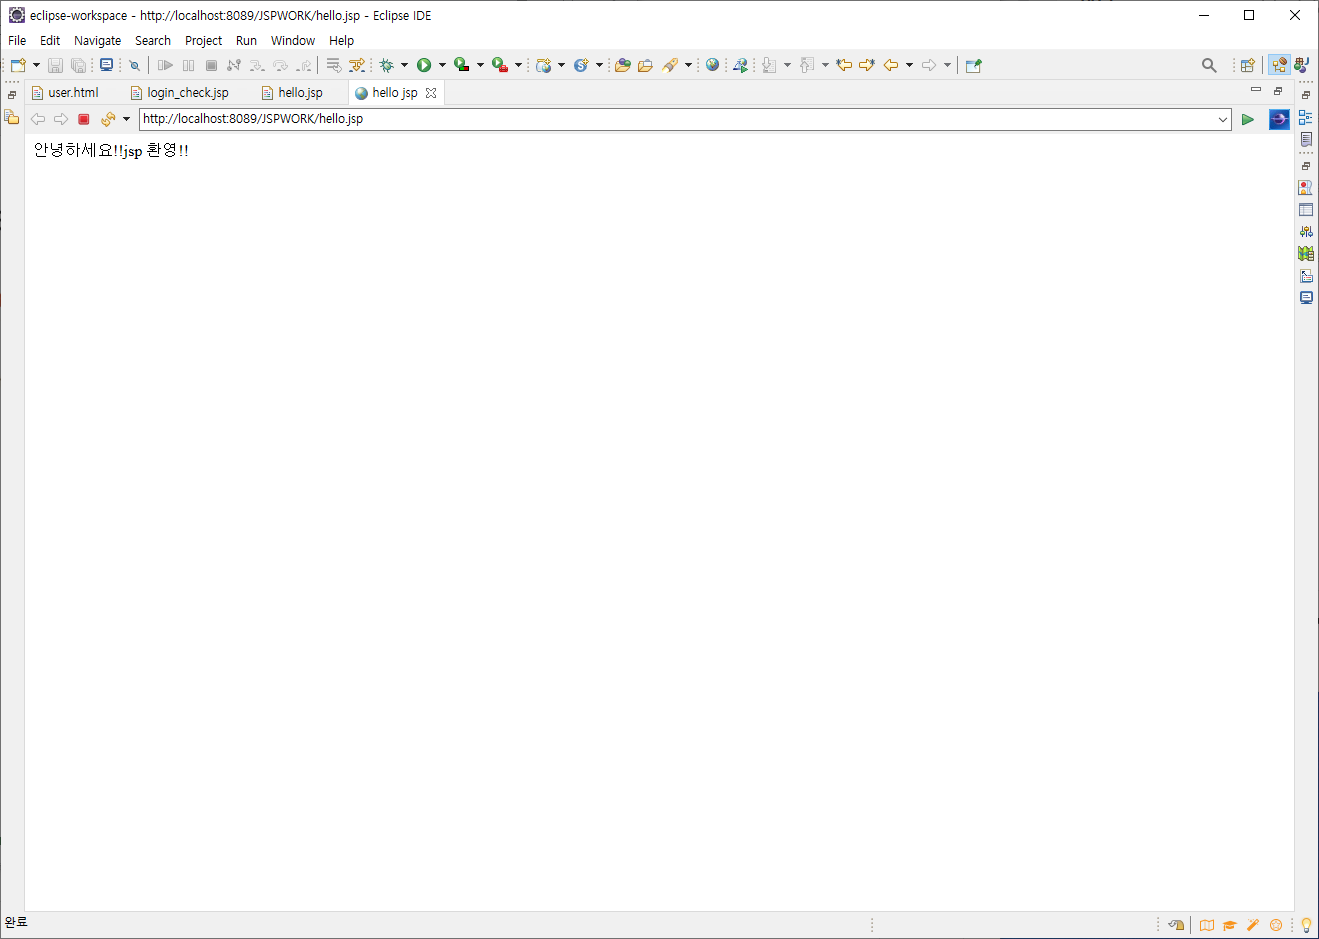 eclipse-workspace - http://localhost:8089/JSPWORK/hello.jsp - Eclipse IDE
File Edit Navigate Search Project Run Window Help
user.html login_check.jsp hello.jsp hello jsp
http://localhost:8089/JSPWORK/hello.jsp
안녕하세요!!jsp 환영!!
완료